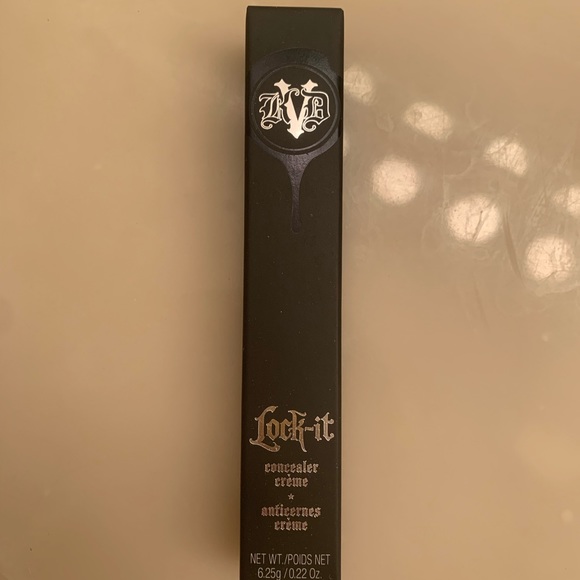 KVD
Lock-it
concealer
crème
*
anticernes
crème
NET WT./POIDS NET
6.25g / 0.22 Oz.